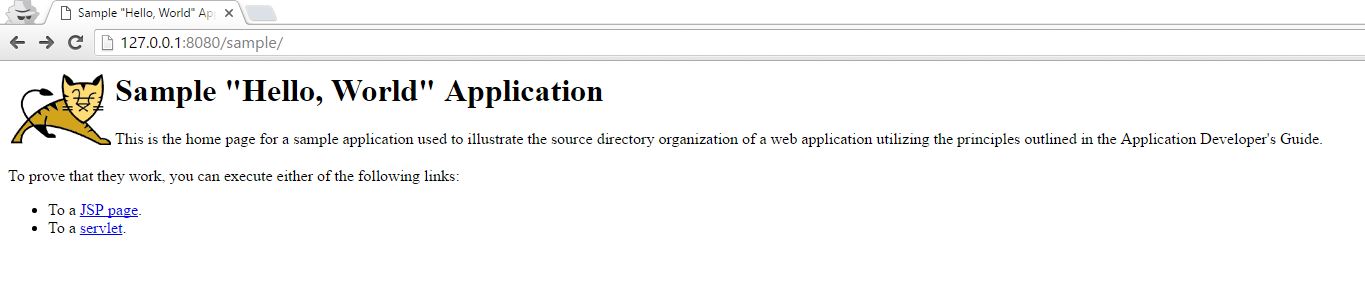 Sample "Hello, World" Ap
127.0.0.1:8080/sample/
Sample "Hello, World" Application
This is the home page for a sample application used to illustrate the source directory organization of a web application utilizing the principles outlined in the Application Developer's Guide.
To prove that they work, you can execute either of the following links:
To a JSP page.
To a servlet.